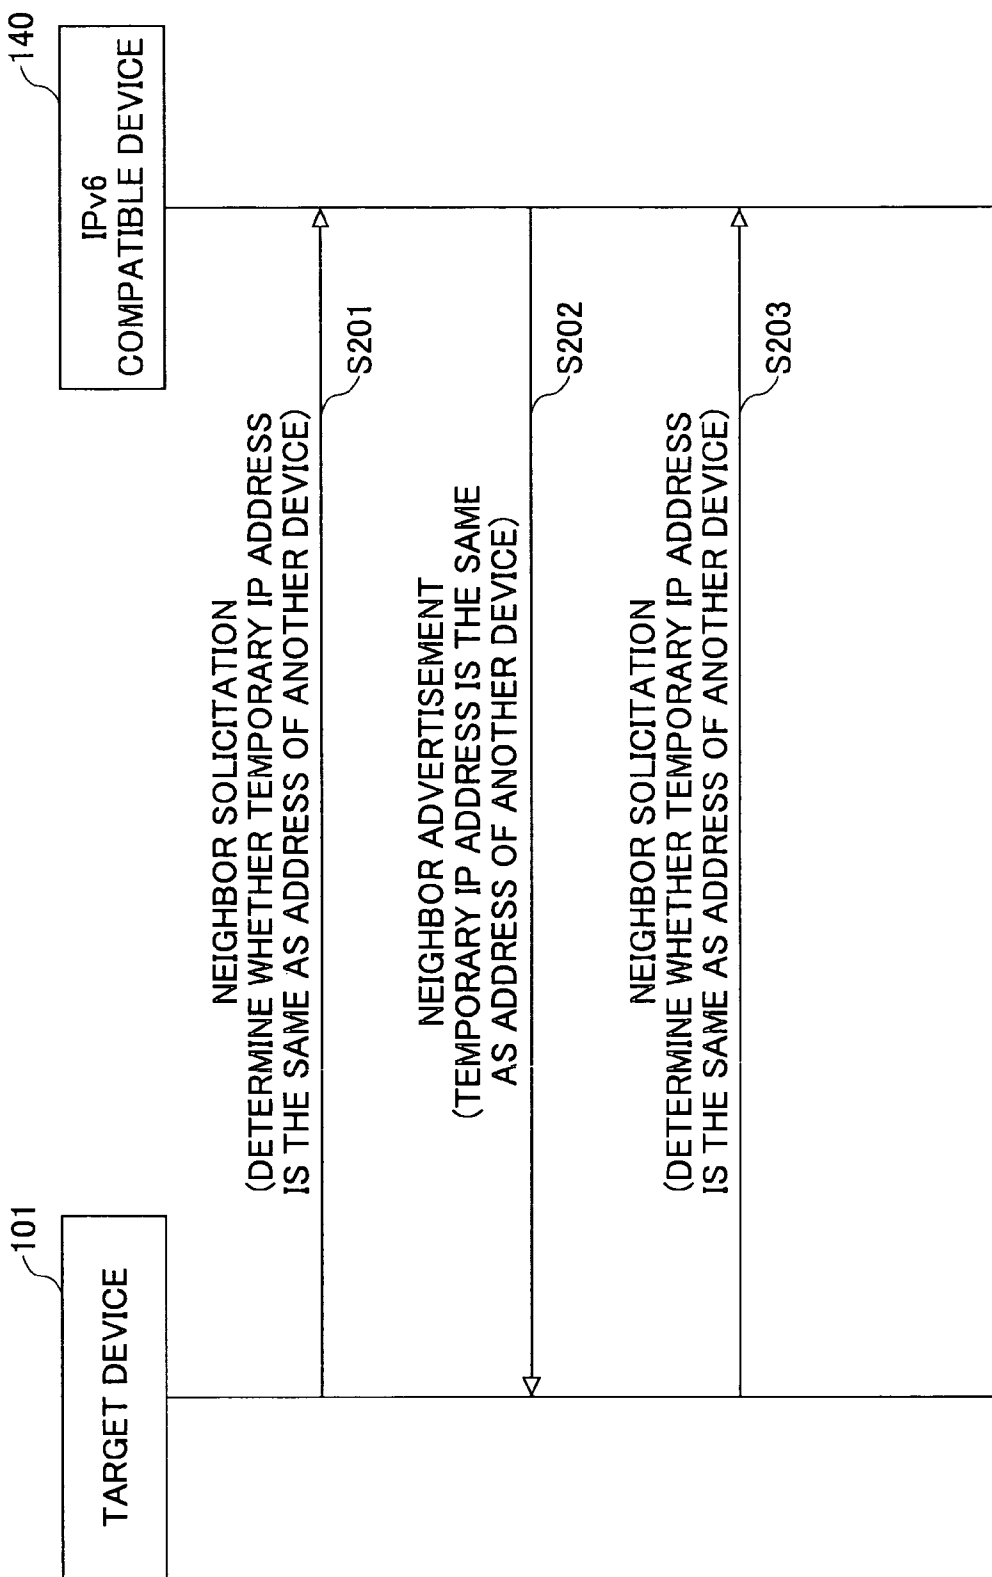 101
TARGET DEVICE
140
IPv6
COMPATIBLE DEVICE
NEIGHBOR SOLICITATION
(DETERMINE WHETHER TEMPORARY IP ADDRESS
IS THE SAME AS ADDRESS OF ANOTHER DEVICE)
S201
NEIGHBOR ADVERTISEMENT
(TEMPORARY IP ADDRESS IS THE SAME
AS ADDRESS OF ANOTHER DEVICE)
S202
NEIGHBOR SOLICITATION
(DETERMINE WHETHER TEMPORARY IP ADDRESS
IS THE SAME AS ADDRESS OF ANOTHER DEVICE)
S203